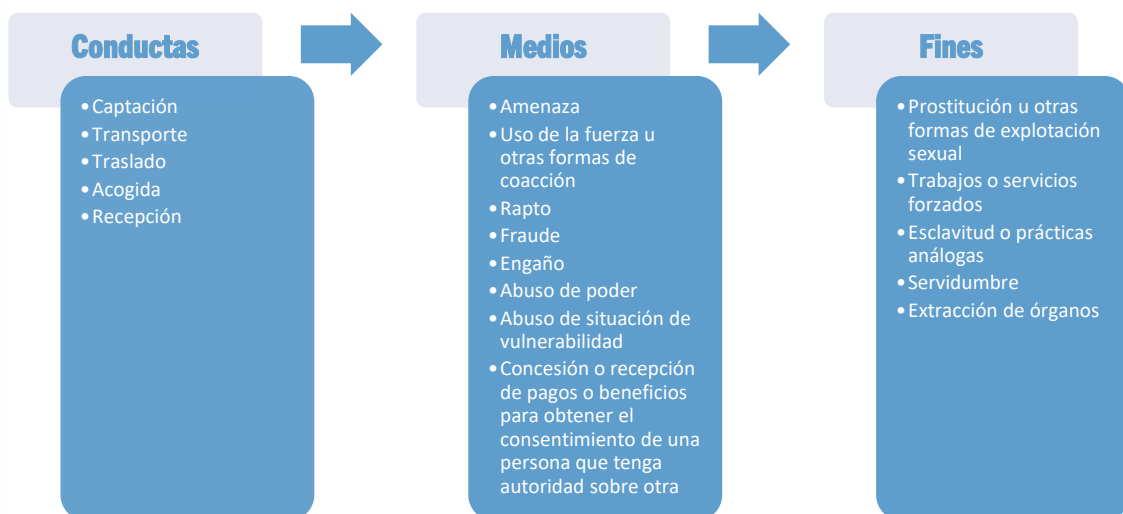 Conductas
• Captación
• Transporte
• Traslado
• Acogida
• Recepción
Medios
• Amenaza
• Uso de la fuerza u
otras formas de
coacción
• Rapto
• Fraude
• Engaño
• Abuso de poder
• Abuso de situación de
vulnerabilidad
• Concesión o recepción
de pagos o beneficios
para obtener el
consentimiento de una
persona que tenga
autoridad sobre otra
Fines
• Prostitución u otras
formas de explotación
sexual
• Trabajos o servicios
forzados
• Esclavitud o prácticas
análogas
• Servidumbre
• Extracción de órganos